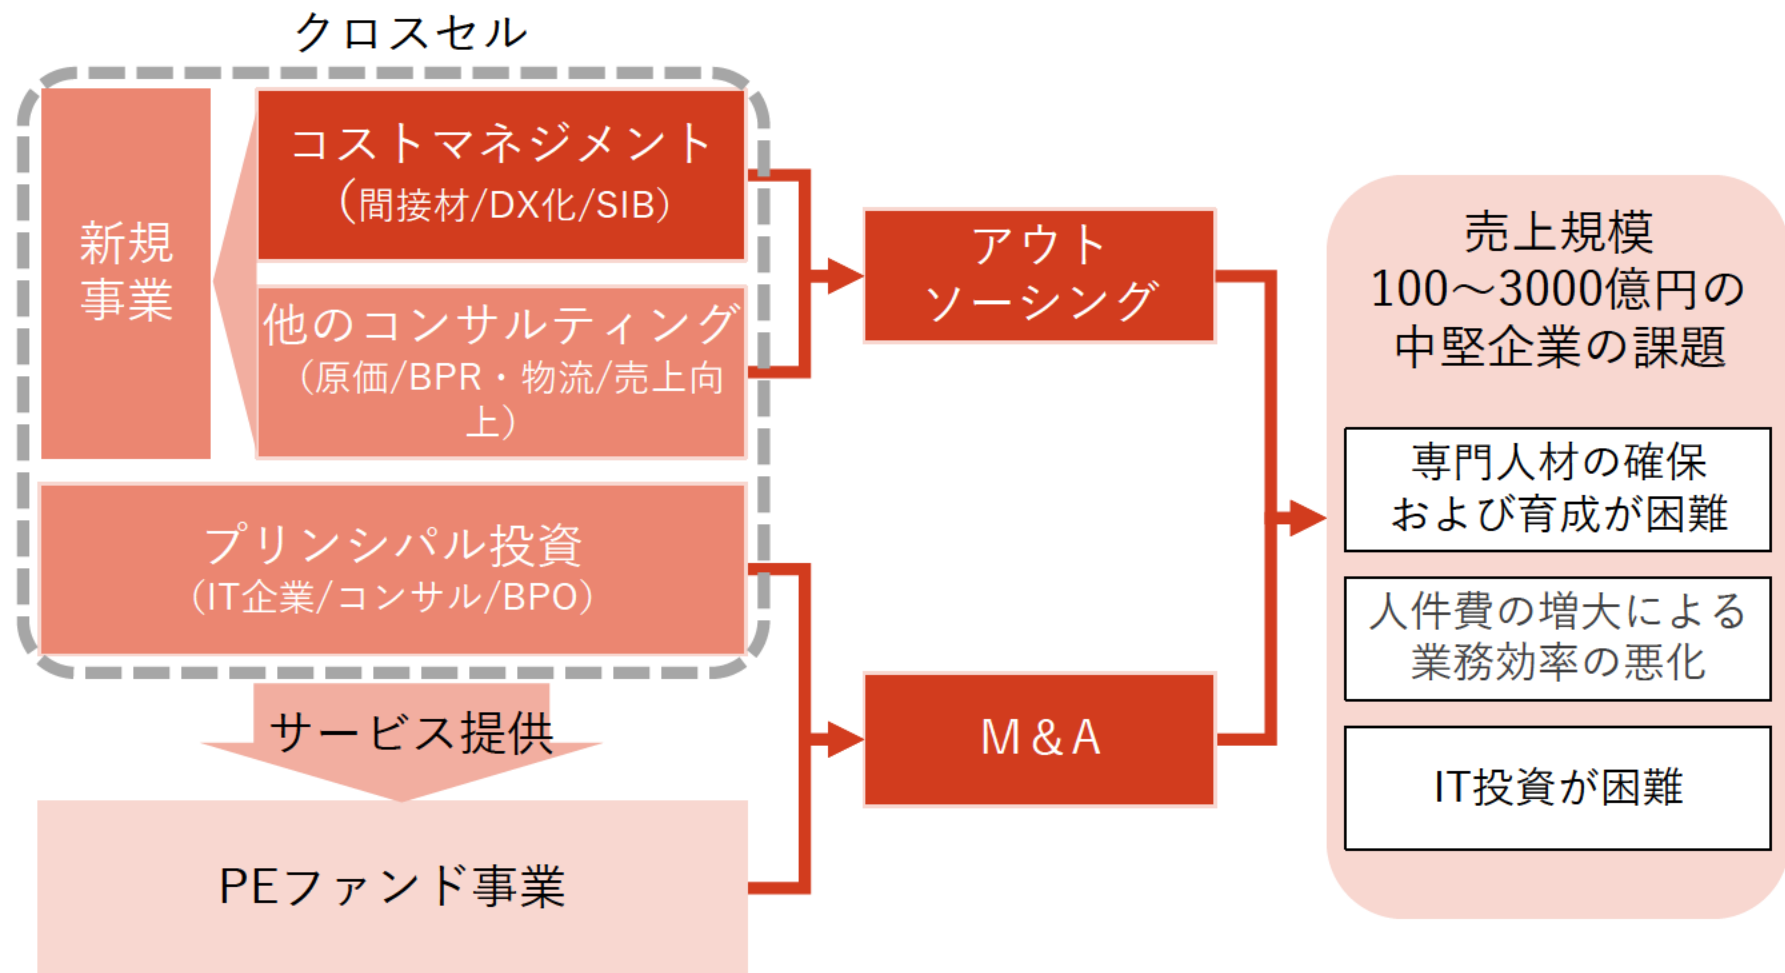 クロスセル
新規
事業
コストマネジメント
（間接材/DX化/SIB）
他のコンサルティング
（原価/BPR・物流/売上向
上）
プリンシパル投資
（IT企業/コンサル/BPO）
サービス提供
PEファンド事業
アウト
ソーシング
M＆A
売上規模
100～3000億円の
中堅企業の課題
専門人材の確保
および育成が困難
人件費の増大による
業務効率の悪化
IT投資が困難